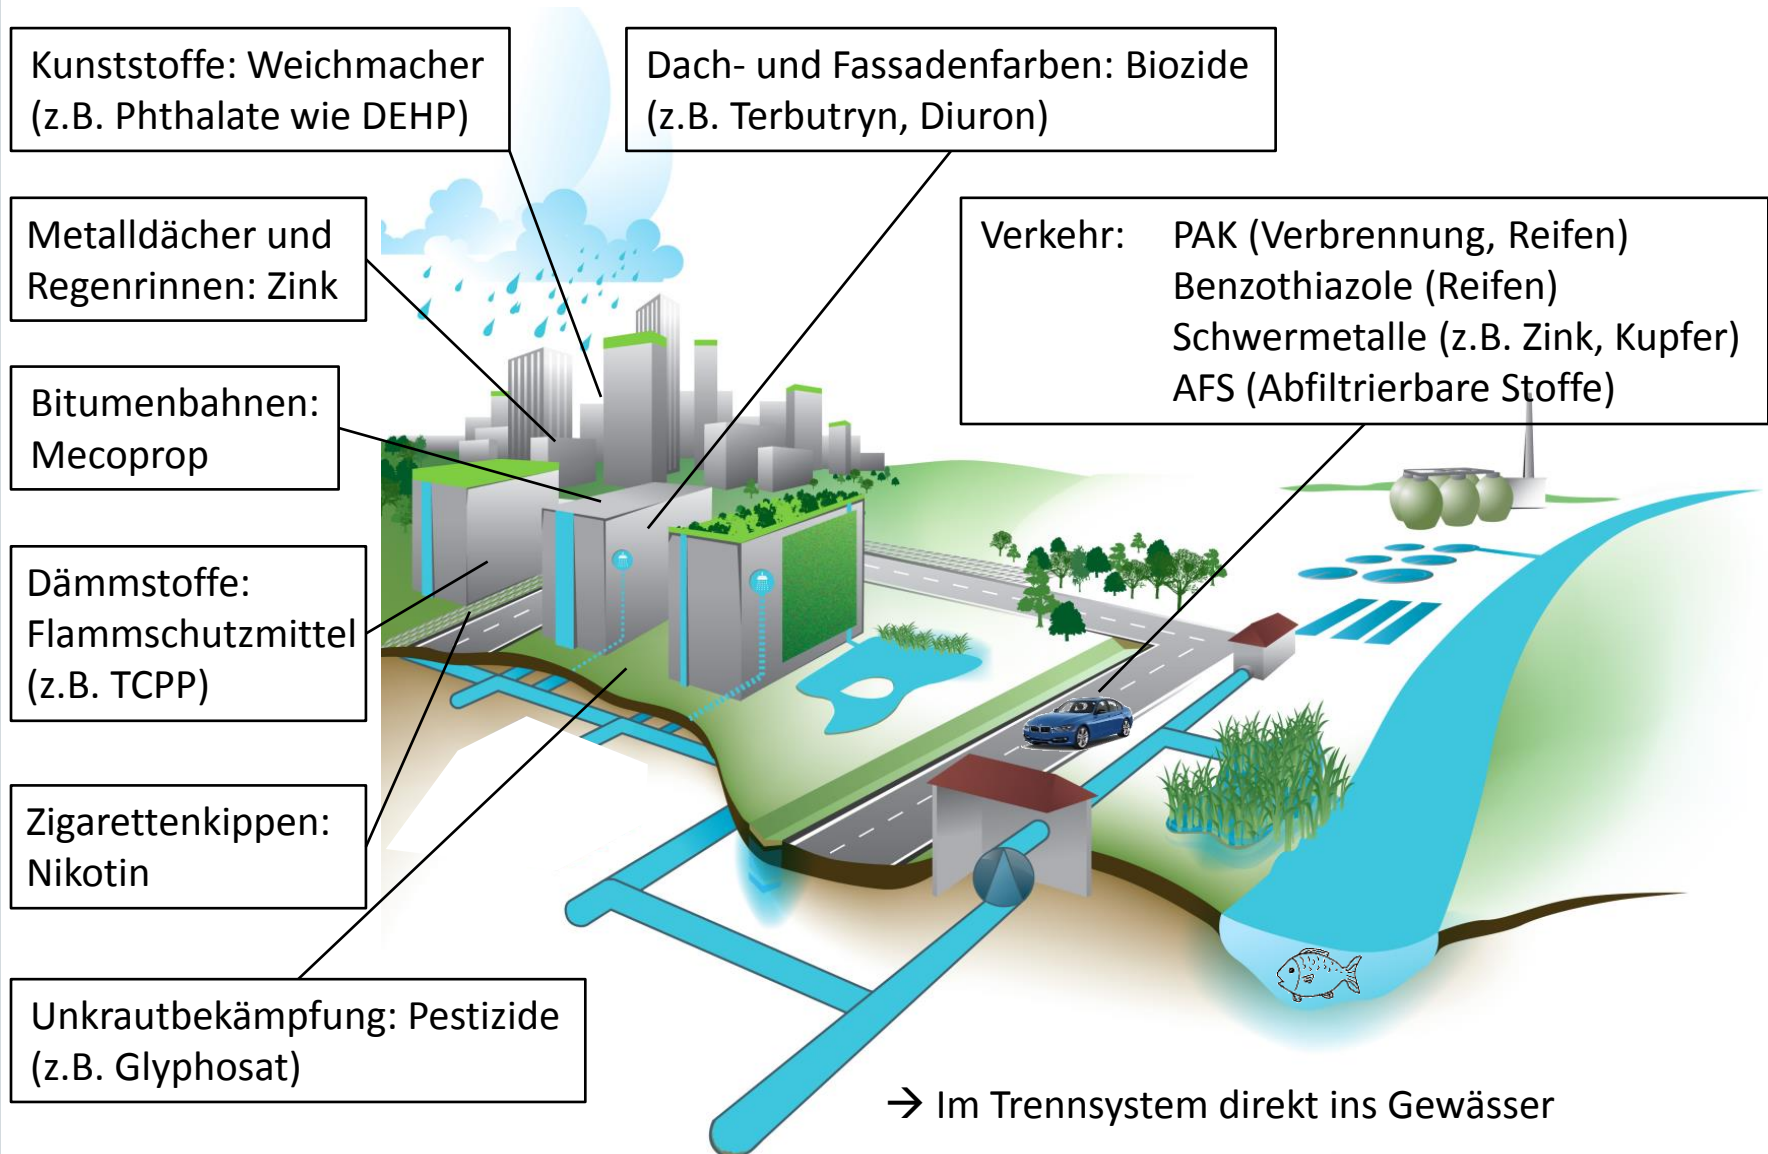 Kunststoffe: Weichmacher
(z.B. Phthalate wie DEHP)
Dach- und Fassadenfarben: Biozide
(z.B. Terbutryn, Diuron)
Metalldächer und
Regenrinnen: Zink
Verkehr: PAK (Verbrennung, Reifen)
Benzothiazole (Reifen)
Schwermetalle (z.B. Zink, Kupfer)
AFS (Abfiltrierbare Stoffe)
Bitumenbahnen:
Mecoprop
Dämmstoffe:
Flammschutzmittel
(z.B. TCPP)
Zigarettenkippen:
Nikotin
Unkrautbekämpfung: Pestizide
(z.B. Glyphosat)
→ Im Trennsystem direkt ins Gewässer